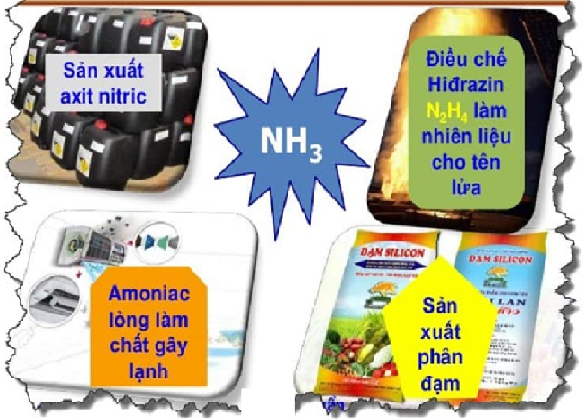 Sản xuất
axit nitric
NH3
Điều chế
Hiđrazin
N2H4 làm
nhiên liệu
cho tên
lửa
Amoniac
lỏng làm
chất gây
lạnh
ĐẠM SILICON
ĐẠM SILICON
Sản
xuất
phân
đạm